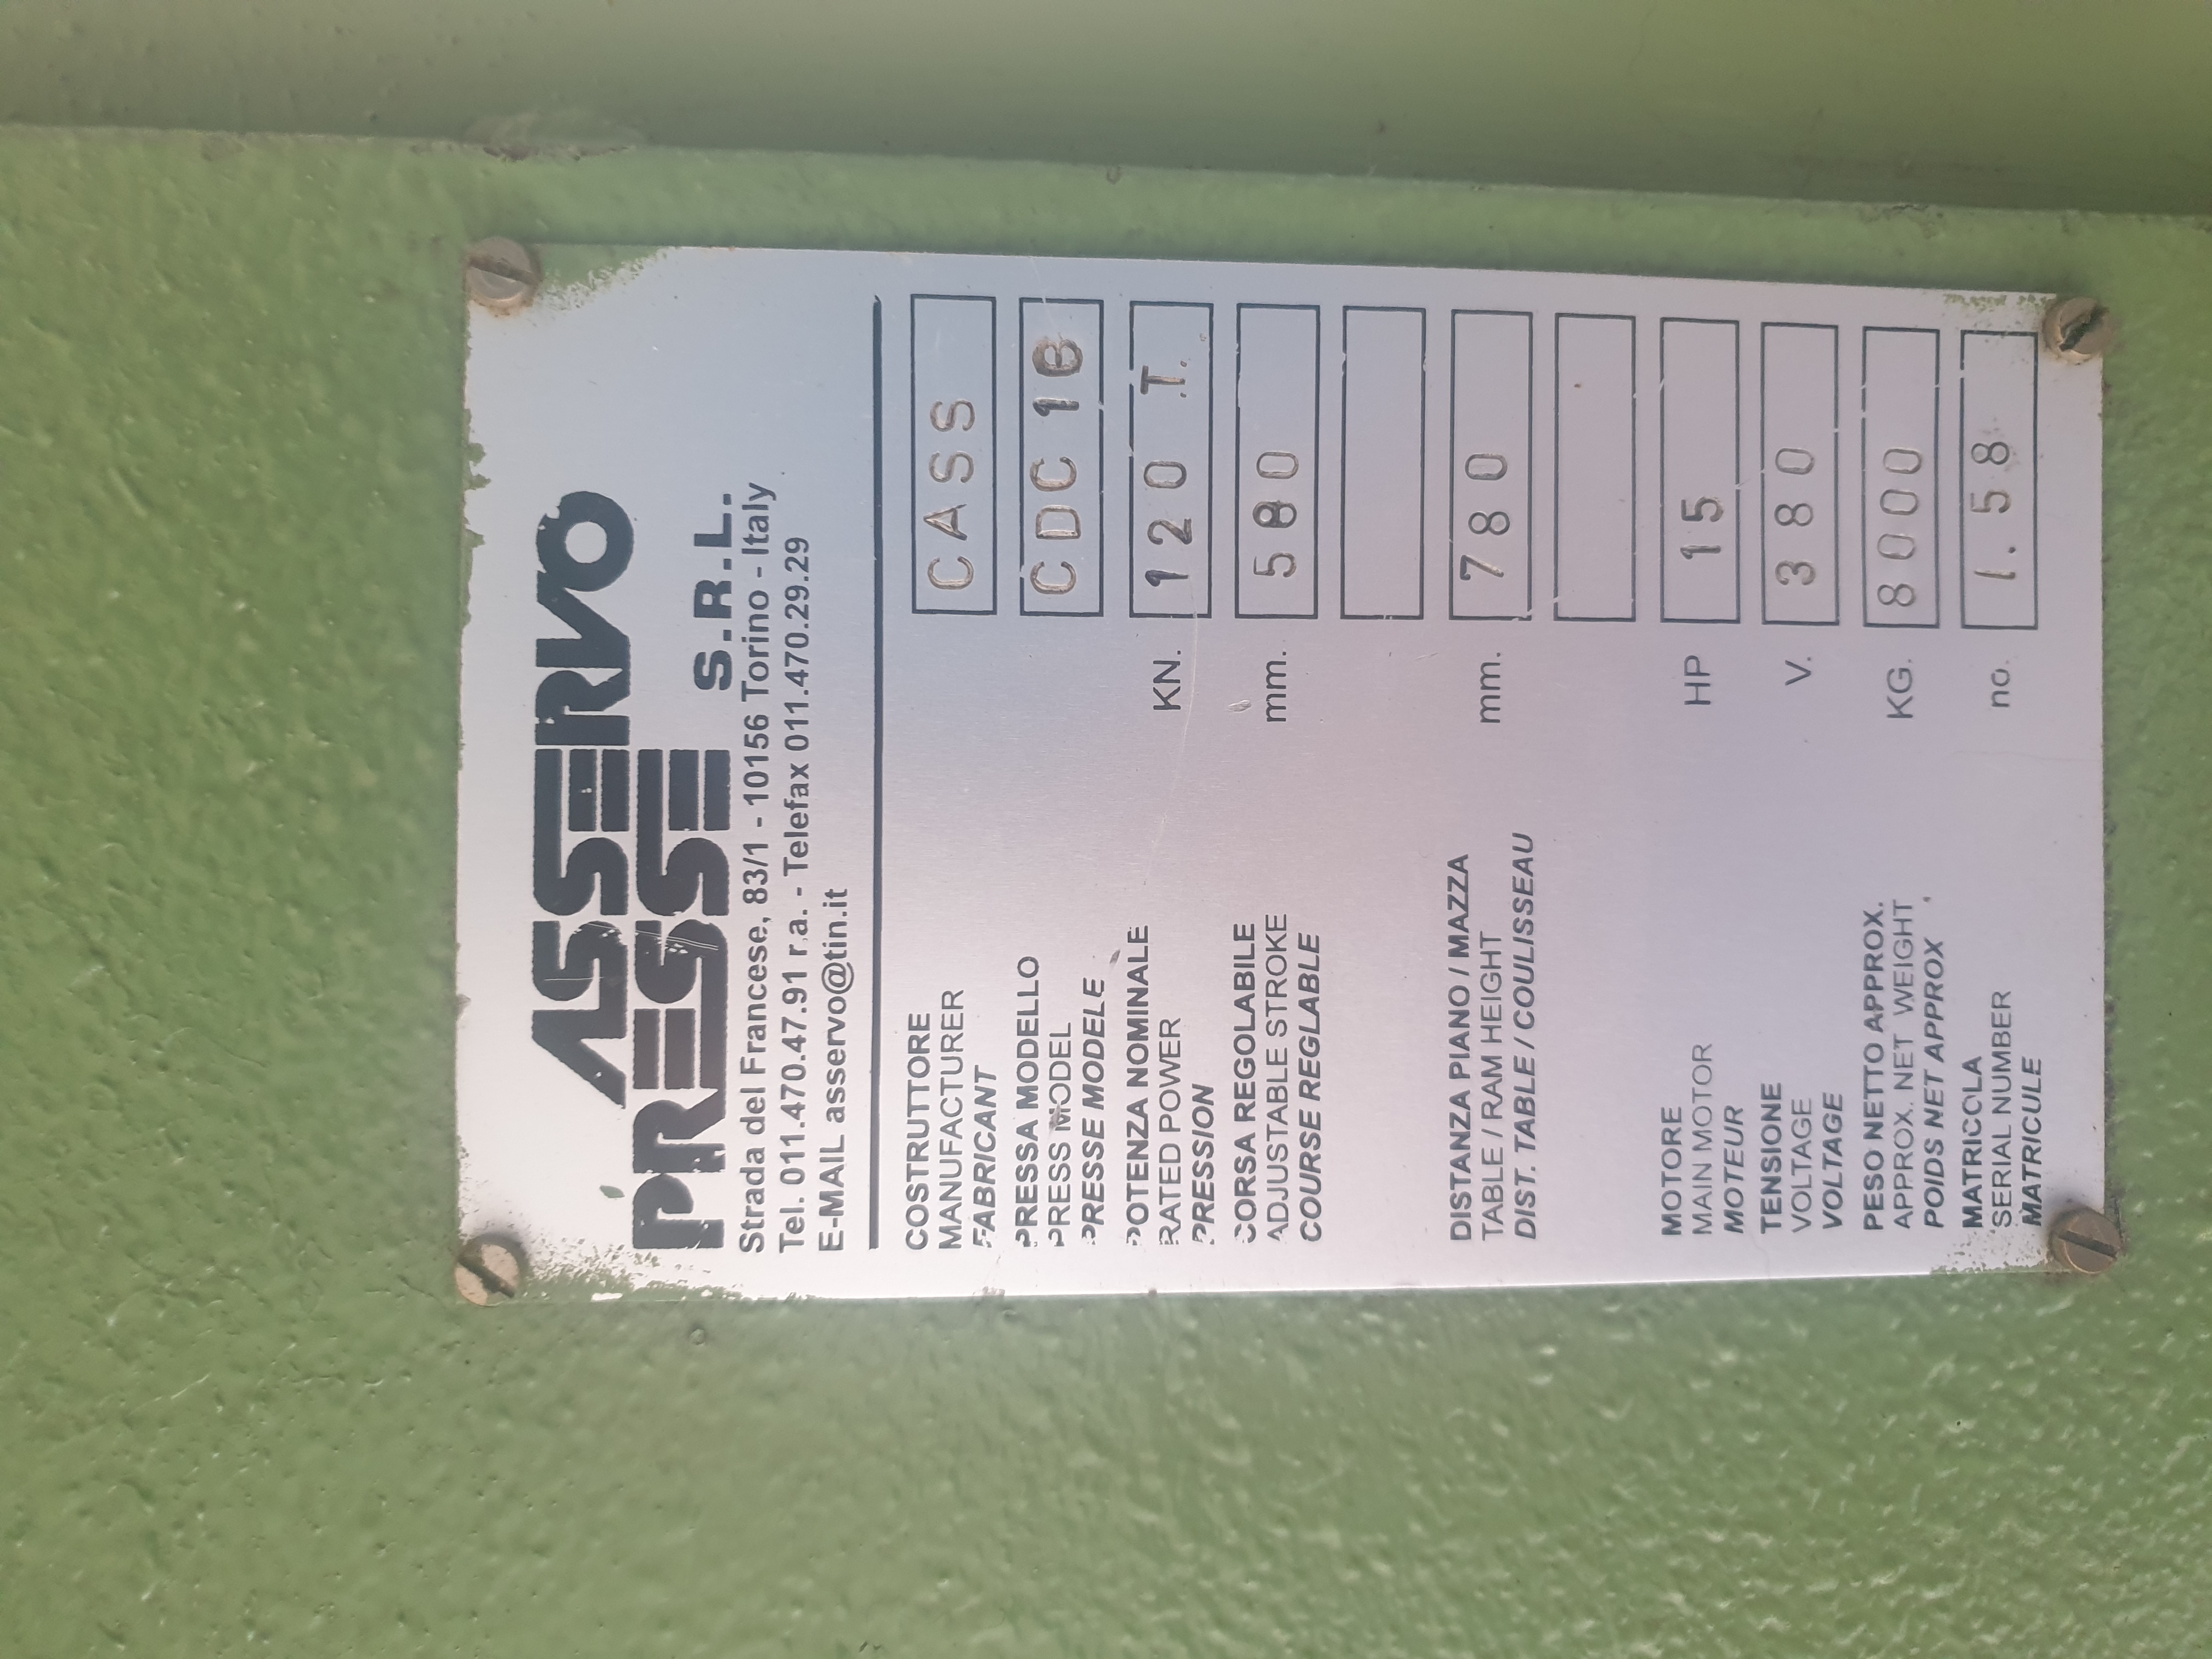 ASSERVO
PRESSE S.R.L.
Strada del Francese, 83/1 - 10156 Torino - Italy
Tel. 011.470.47.91 r.a. - Telefax 011.470.29.29
E-MAIL asservo@tin.it
COSTRUTTORE
MANUFACTURER CASS
FABRICANT
PRESSA MODELLO
PRESS MODEL CDC
PRESSE MODELE
POTENZA NOMINALE
RATED POWER KN. 120 T.
PRESSION
CORSA REGOLABILE
ADJUSTABLE STROKE mm. 580
COURSE REGLABLE
DISTANZA PIANO / MAZZA
TABLE / RAM HEIGHT mm. 780
DIST. TABLE / COULISSEAU
MOTORE
MAIN MOTOR HP 15
MOTEUR
TENSIONE
VOLTAGE V. 380
VOLTAGE
PESO NETTO APPROX.
APPROX. NET WEIGHT KG. 8000
POIDS NET APPROX
MATRICOLA
SERIAL NUMBER no. 1.58
MATRICULE